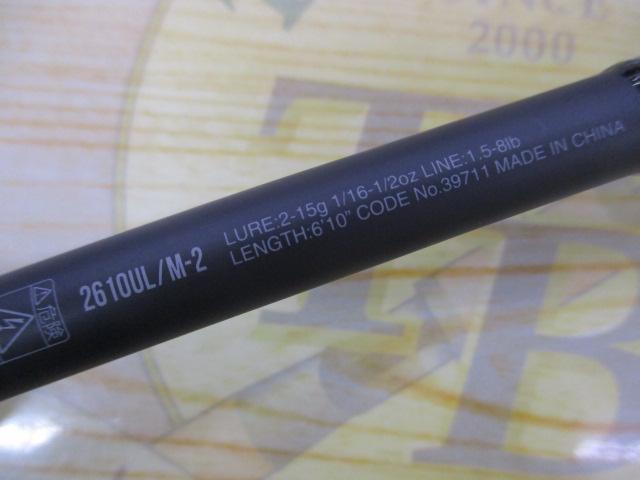 SINCE
2000
TB
LURE:2-15g 1/16-1/2oz LINE:1.5-8lb
2610UL/M-2
LENGTH:6'10" CODE No.39711 MADE IN CHINA
危険